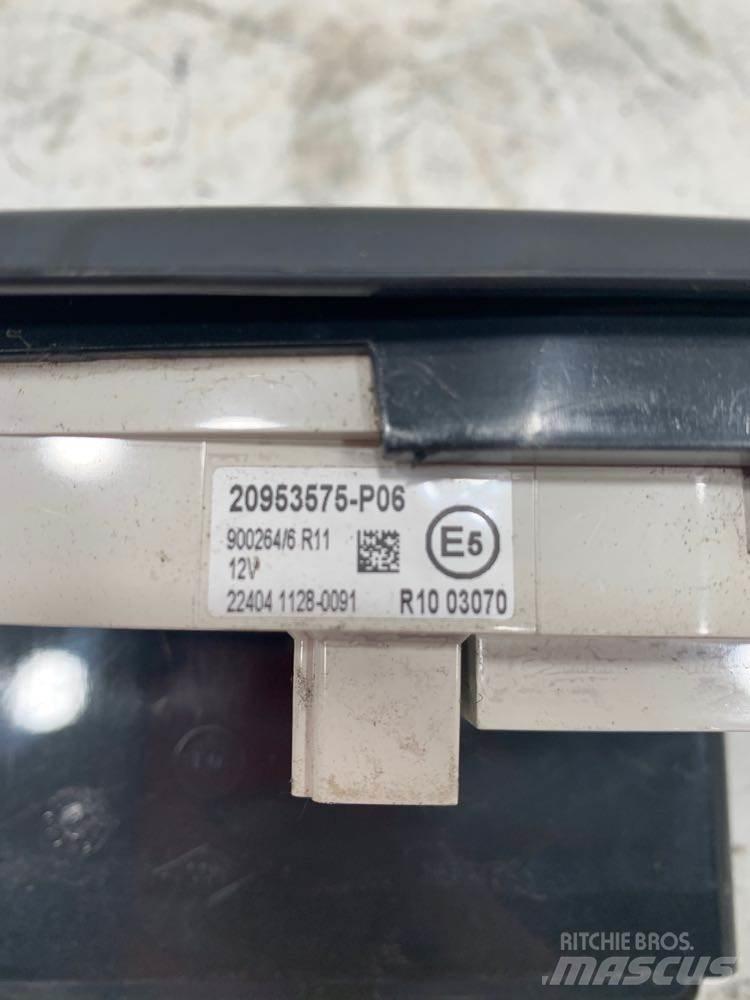 20953575-P06
900264/6 R11
12V
E5
22404 1128-0091 R10 03070
RITCHIE BROS.
MASCUS